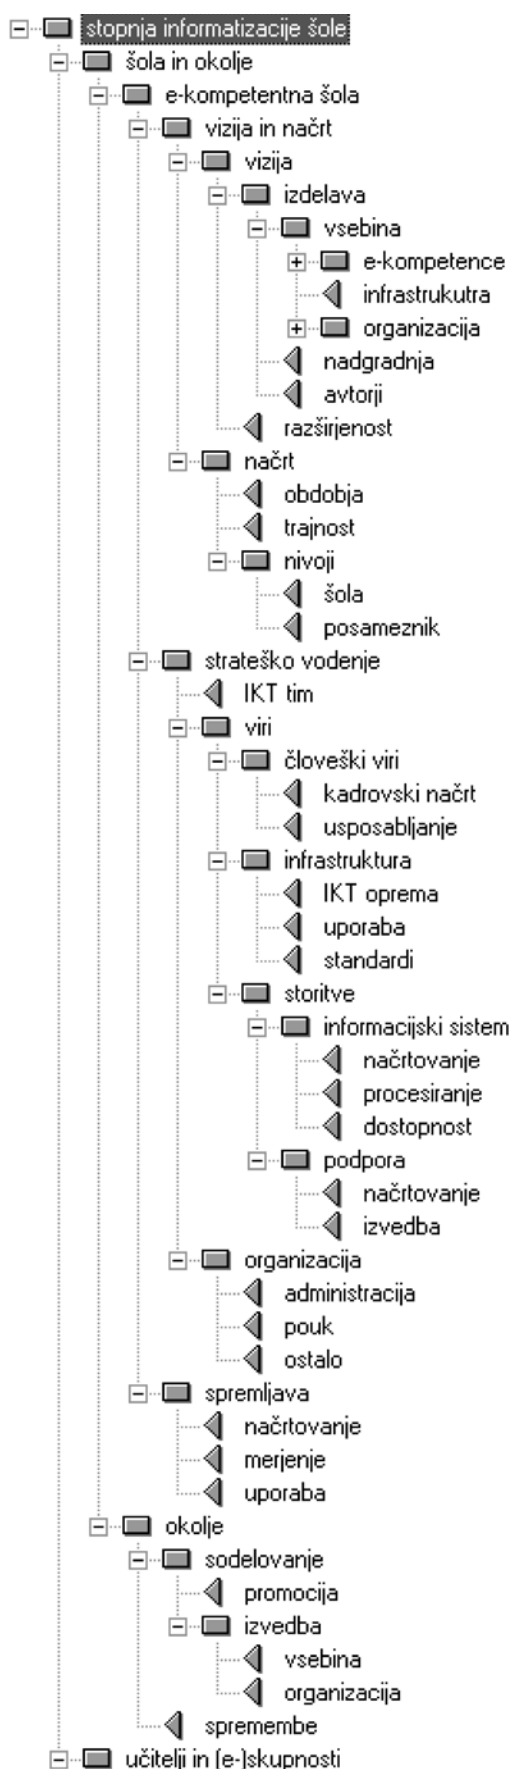 stopnja informatizacije šole
šola in okolje
e-kompetentna šola
vizija in načrt
vizija
izdelava
vsebina
e-kompetence
infrastrukutra
organizacija
nadgradnja
avtorji
razširjenost
načrt
obdobja
trajnost
nivoji
šola
posameznik
strateško vodenje
IKT tim
viri
človeški viri
kadrovski načrt
usposabljanje
infrastruktura
IKT oprema
uporaba
standardi
storitve
informacijski sistem
načrtovanje
procesiranje
dostopnost
podpora
načrtovanje
izvedba
organizacija
administracija
pouk
ostalo
spremljava
načrtovanje
merjenje
uporaba
okolje
sodelovanje
promocija
izvedba
vsebina
organizacija
spremembe
učitelji in (e-)skupnosti